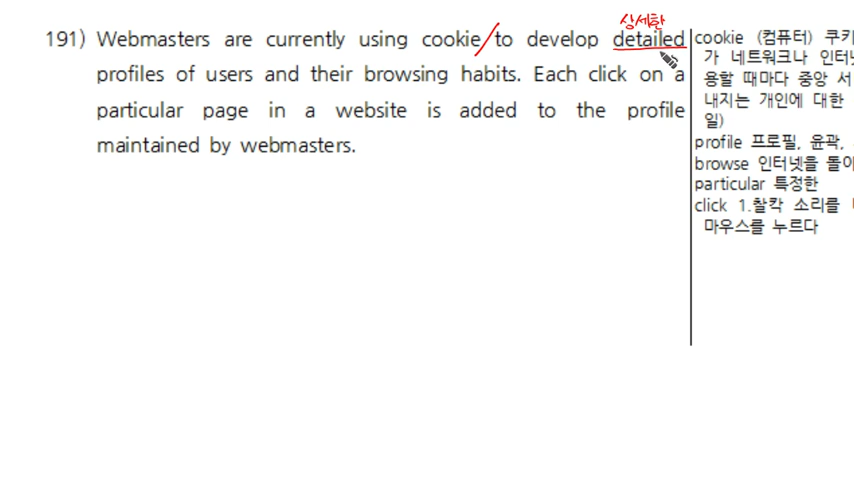 상세한
191) Webmasters are currently using cookie/to develop detailed
profiles of users and their browsing habits. Each click on a
particular page in a website is added to the profile
maintained by webmasters.
cookie (컴퓨터) 쿠키
가 네트워크나 인터넷
용할 때마다 중앙 서
내지는 개인에 대한
일)
profile 프로필, 윤곽,
browse 인터넷을 돌아
particular 특정한
click 1.찰칵 소리를
마우스를 누르다